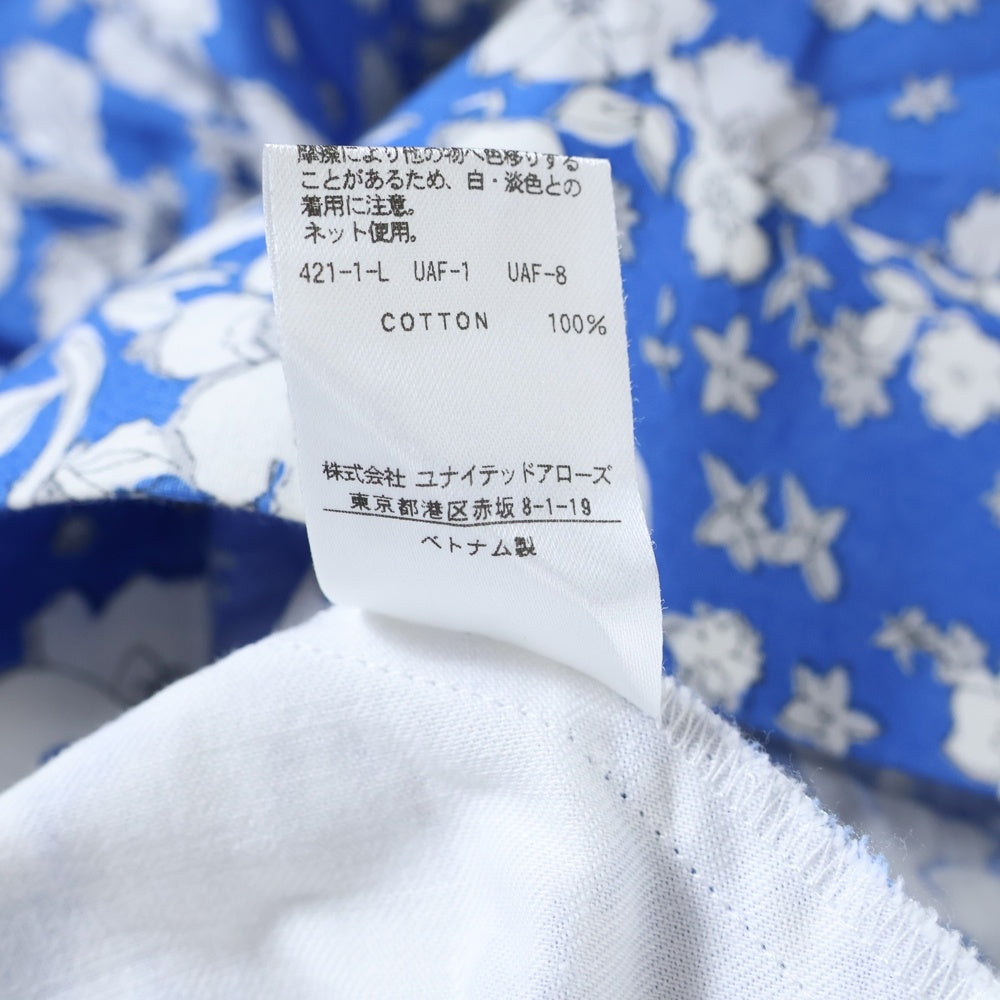 摩擦により他の物へ色移りする
ことがあるため、白・淡色との
着用に注意。
ネット使用。
421-1-L UAF-1 UAF-8
COTTON 100%
株式会社 ユナイテッドアローズ
東京都港区赤坂8-1-19
ベトナム製